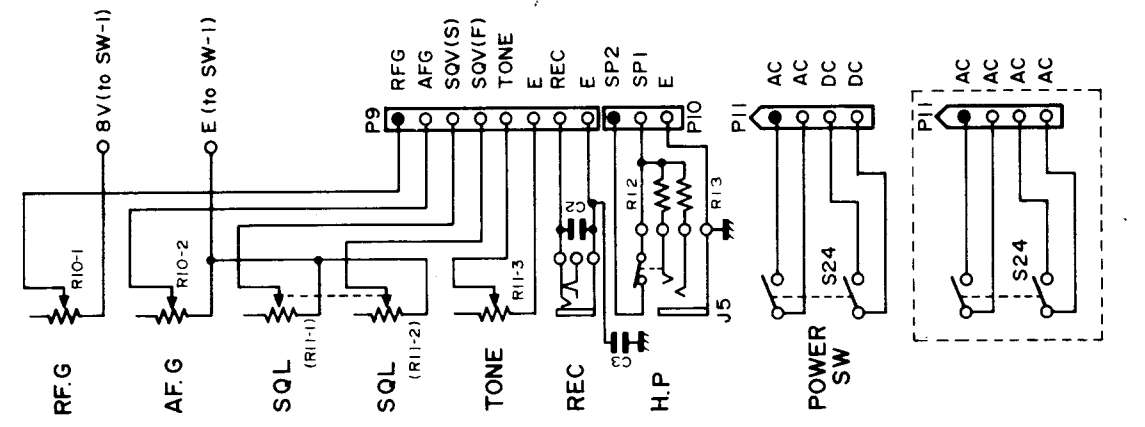 8V (to SW-1)
E (to SW-1)
P9
RFG
AFG
SQV(S)
SQV(F)
TONE
E
REC
E
SP2
SP1
E
P10
P11
AC
AC
DC
DC
P11
AC
AC
AC
AC
R10-1
R10-2
R11-3
C2
R12
R13
S24
S24
C3
J5
RF.G
AF.G
SQL
(R11-1)
SQL
(R11-2)
TONE
REC
H.P
POWER
SW